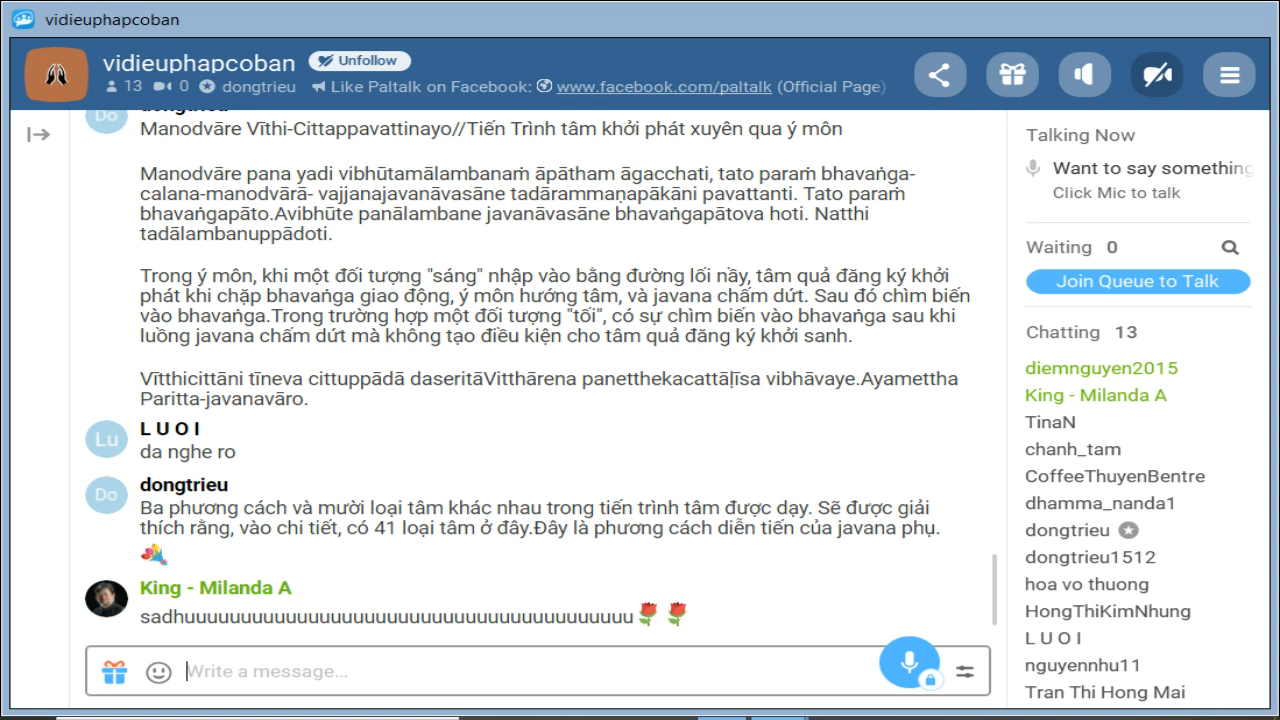 vidieuphapcoban
vidieuphapcoban
Unfollow
13 0 dongtrieu Like Paltalk on Facebook: www.facebook.com/paltalk (Official Page)
Do
dongtrieu
Manodvāre Vīthi-Cittappavattinayo//Tiến Trình tâm khởi phát xuyên qua ý môn
Manodvāre pana yadi vibhūtamālambanaṁ āpātham āgacchati, tato paraṁ bhavaṅga-
calana-manodvārā- vajjanajavanāvasāne tadārammaṇapākāni pavattanti. Tato paraṁ
bhavaṅgapāto.Avibhūte panālambane javanāvasāne bhavaṅgapātova hoti. Natthi
tadālambanuppādoti.
Trong ý môn, khi một đối tượng "sáng" nhập vào bằng đường lối nầy, tâm quả đăng ký khởi
phát khi chặp bhavaṅga giao động, ý môn hướng tâm, và javana chấm dứt. Sau đó chìm biến
vào bhavaṅga.Trong trường hợp một đối tượng "tối", có sự chìm biến vào bhavaṅga sau khi
luồng javana chấm dứt mà không tạo điều kiện cho tâm quả đăng ký khởi sanh.
Vītthicittāni tīneva cittuppādā daseritāVitthārena panetthekacattāḷīsa vibhāvaye.Ayamettha
Paritta-javanavāro.
Lu
L U O I
da nghe ro
Do
dongtrieu
Ba phương cách và mười loại tâm khác nhau trong tiến trình tâm được dạy. Sẽ được giải
thích rằng, vào chi tiết, có 41 loại tâm ở đây.Đây là phương cách diễn tiến của javana phụ.
King - Milanda A
sadhuuuuuuuuuuuuuuuuuuuuuuuuuuuuuuuuuuuuuuuu
Write a message...
Talking Now
Want to say something
Click Mic to talk
Waiting 0
Join Queue to Talk
Chatting 13
diemnguyen2015
King - Milanda A
TinaN
chanh_tam
CoffeeThuyenBentre
dhamma_nanda1
dongtrieu
dongtrieu1512
hoa vo thuong
HongThiKimNhung
L U O I
nguyennhu11
Tran Thi Hong Mai